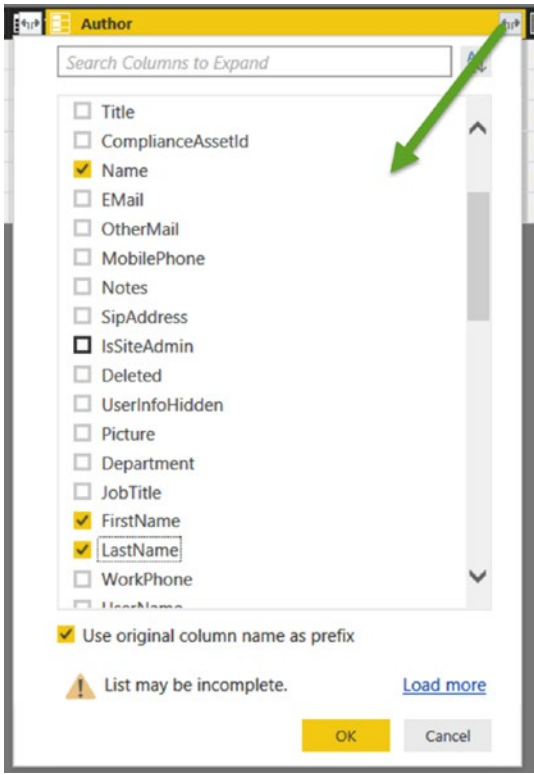 Author
Search Columns to Expand
Title
ComplianceAssetId
Name
EMail
OtherMail
MobilePhone
Notes
SipAddress
IsSiteAdmin
Deleted
UserInfoHidden
Picture
Department
JobTitle
FirstName
LastName
WorkPhone
UserName
Use original column name as prefix
List may be incomplete. Load more
OK Cancel